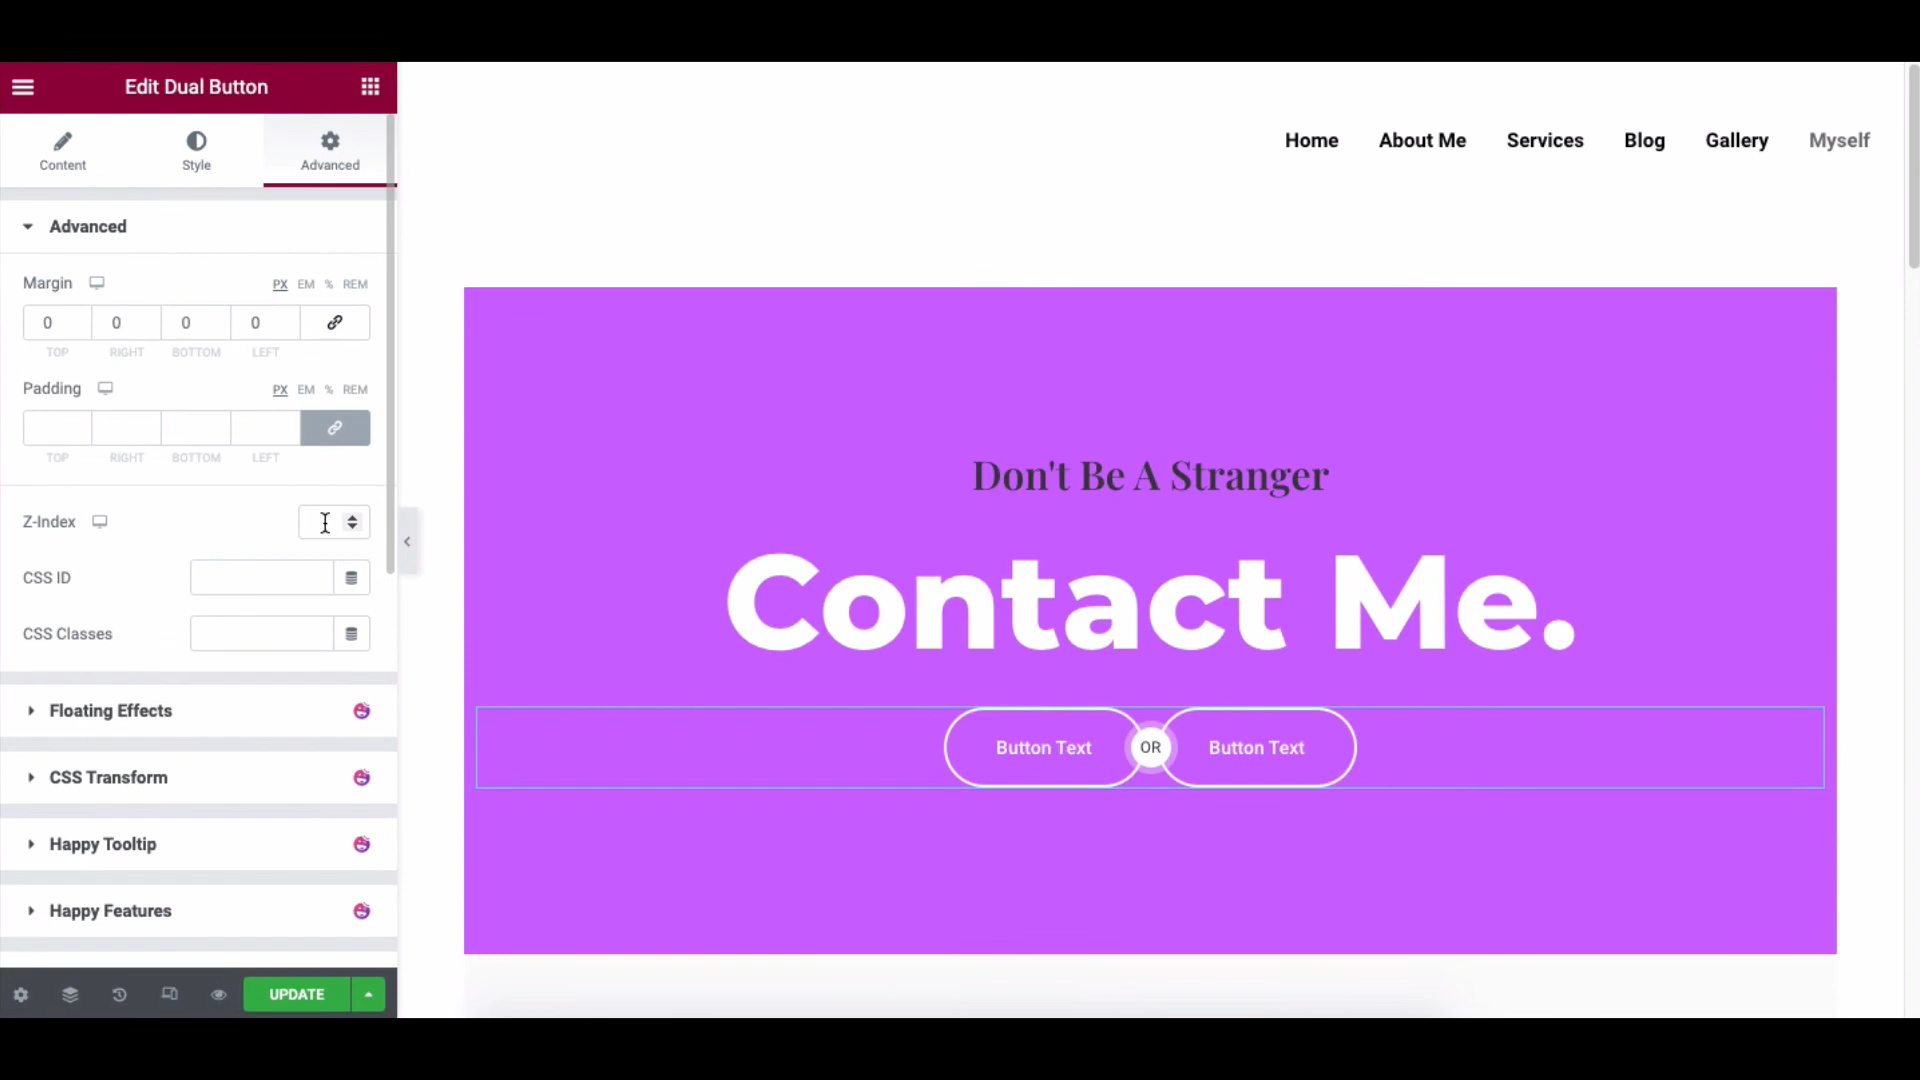 Edit Dual Button
Content Style Advanced
Advanced
Margin PX EM % REM
0 0 0 0
TOP RIGHT BOTTOM LEFT
Padding PX EM % REM
TOP RIGHT BOTTOM LEFT
Z-Index
CSS ID
CSS Classes
Floating Effects
CSS Transform
Happy Tooltip
Happy Features
UPDATE
Home About Me Services Blog Gallery Myself
Don't Be A Stranger
Contact Me.
Button Text OR Button Text